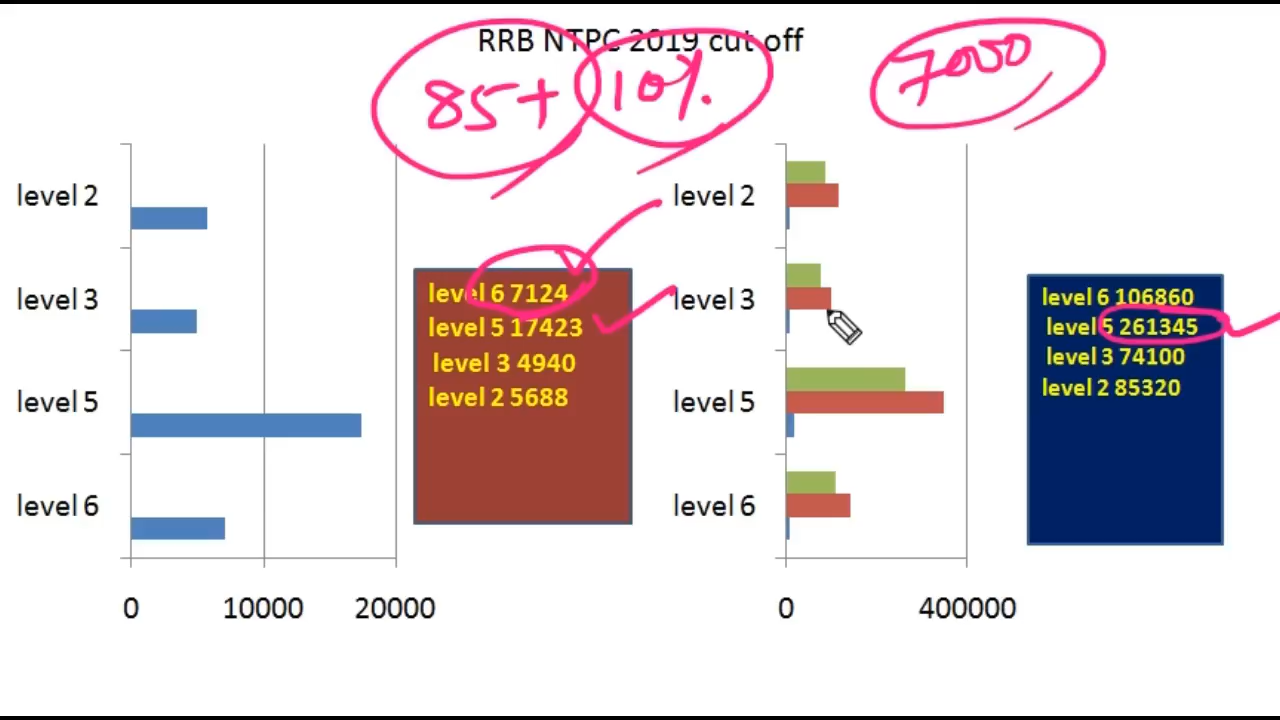 RRB NTPC 2019 cut off
85+ 10%
7000
level 2
level 3
level 5
level 6
0 10000 20000
level 6 7124
level 5 17423
level 3 4940
level 2 5688
level 2
level 3
level 5
level 6
0 400000
level 6 106860
level 5 261345
level 3 74100
level 2 85320